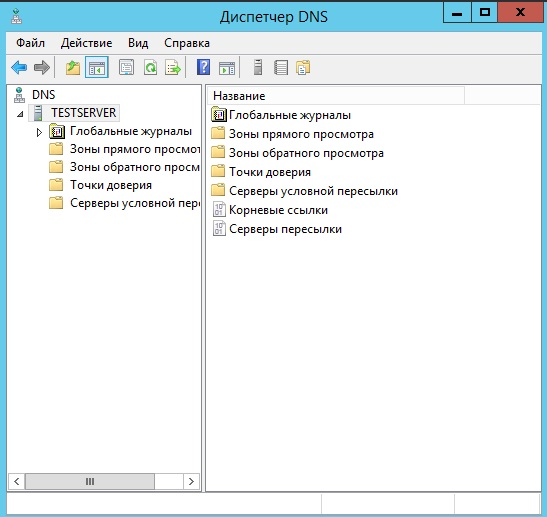 Диспетчер DNS
Файл Действие Вид Справка
DNS
TESTSERVER
Глобальные журналы
Зоны прямого просмот
Зоны обратного просм
Точки доверия
Серверы условной пер
Название
Глобальные журналы
Зоны прямого просмотра
Зоны обратного просмотра
Точки доверия
Серверы условной пересылки
Корневые ссылки
Серверы пересылки